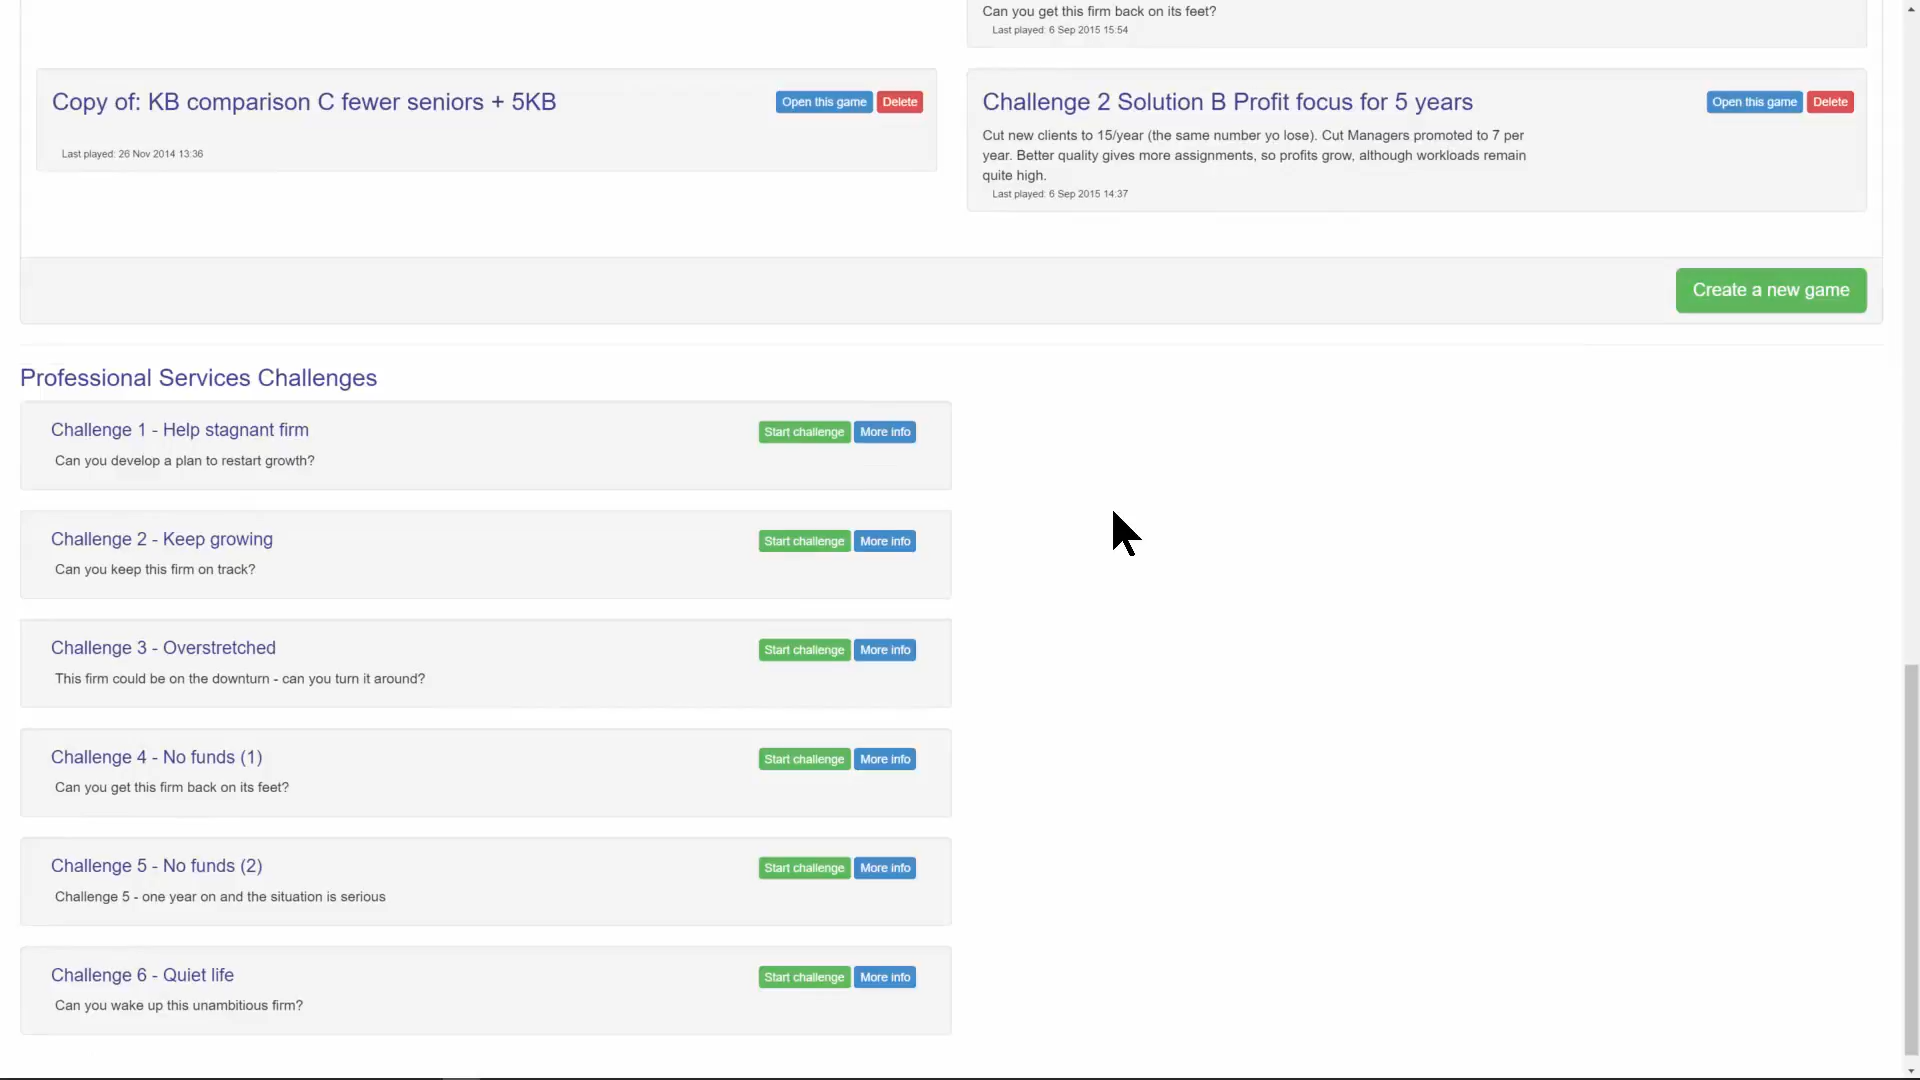 Can you get this firm back on its feet?
Last played: 6 Sep 2015 15:54
Copy of: KB comparison C fewer seniors + 5KB
Open this game Delete
Last played: 26 Nov 2014 13:36
Challenge 2 Solution B Profit focus for 5 years
Open this game Delete
Cut new clients to 15/year (the same number yo lose). Cut Managers promoted to 7 per
year. Better quality gives more assignments, so profits grow, although workloads remain
quite high.
Last played: 6 Sep 2015 14:37
Create a new game
Professional Services Challenges
Challenge 1 - Help stagnant firm
Start challenge More info
Can you develop a plan to restart growth?
Challenge 2 - Keep growing
Start challenge More info
Can you keep this firm on track?
Challenge 3 - Overstretched
Start challenge More info
This firm could be on the downturn - can you turn it around?
Challenge 4 - No funds (1)
Start challenge More info
Can you get this firm back on its feet?
Challenge 5 - No funds (2)
Start challenge More info
Challenge 5 - one year on and the situation is serious
Challenge 6 - Quiet life
Start challenge More info
Can you wake up this unambitious firm?